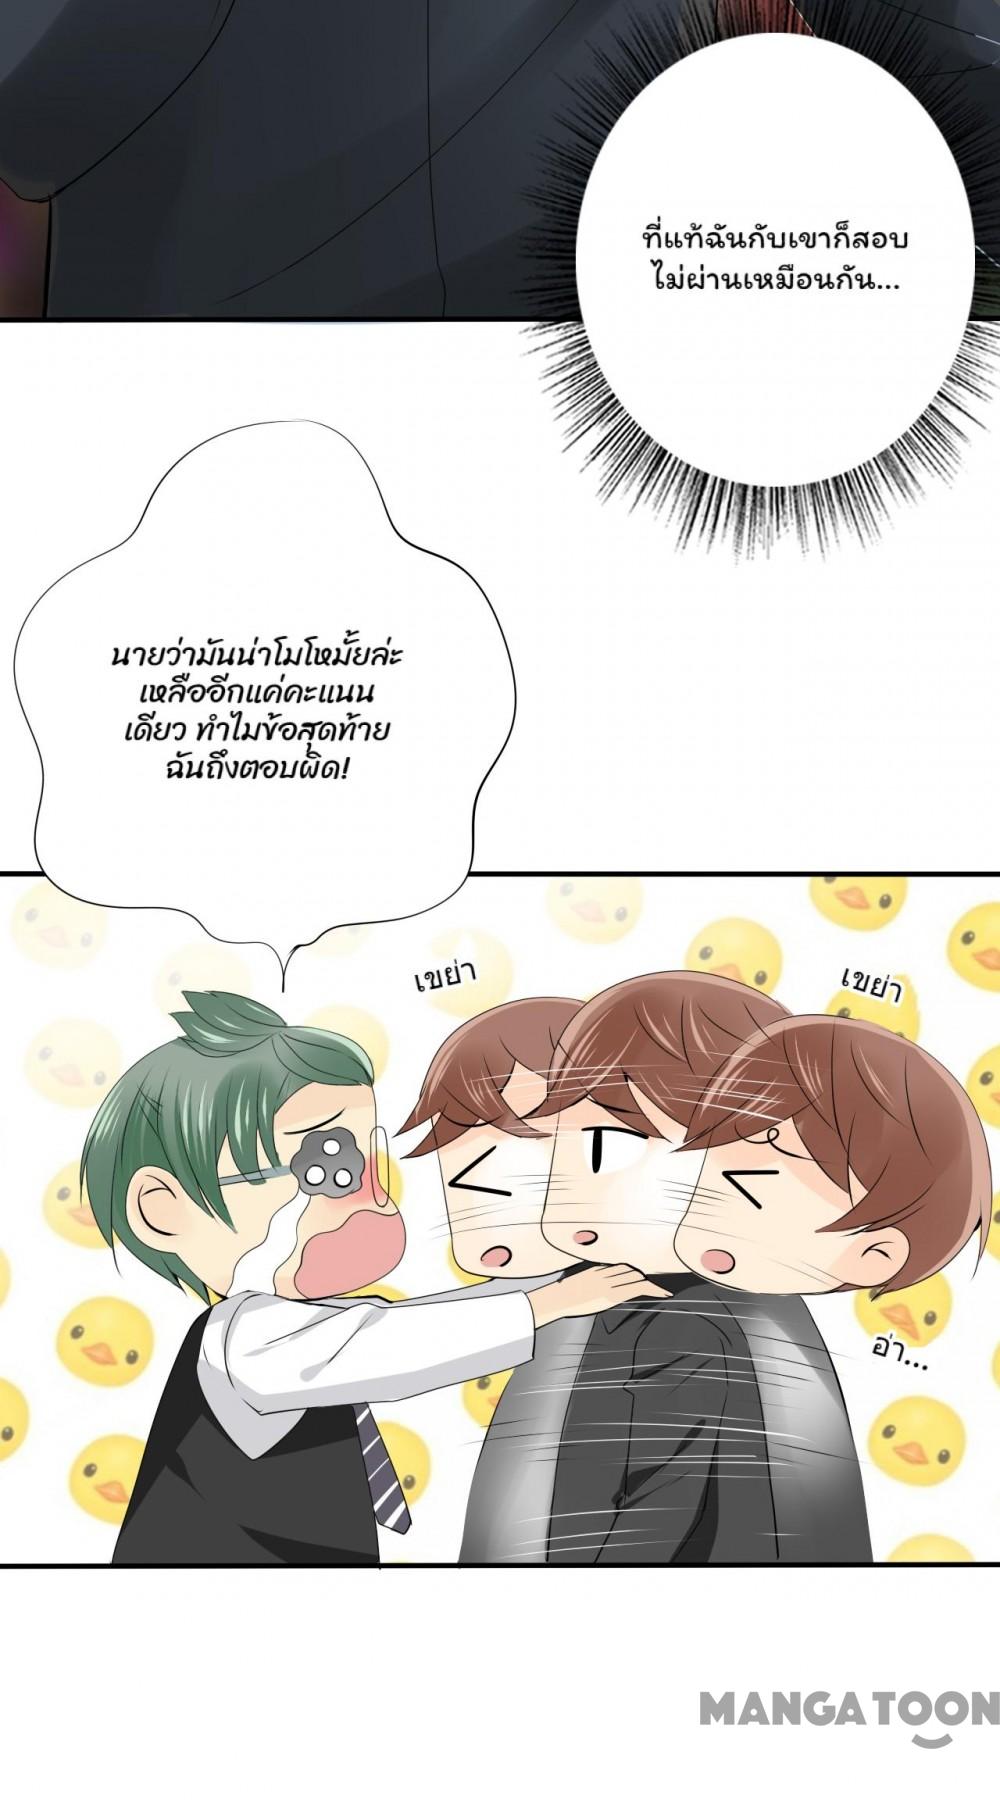 ที่แท้ฉันกับเขาก็สอบ
ไม่ผ่านเหมือนกัน...
นายว่ามันน่าโมโหมั้ยล่ะ
เหลืออีกแค่คะแนน
เดียว ทำไมข้อสุดท้าย
ฉันถึงตอบผิด!
เขย่า
เขย่า
อ่า...
MANGATOON